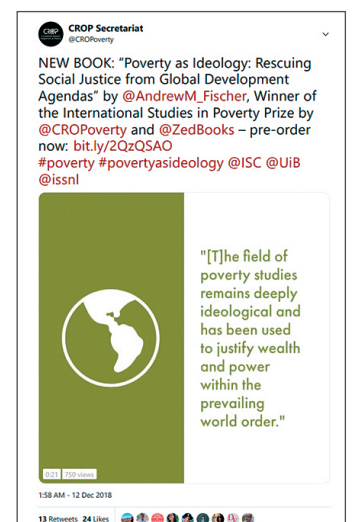 CROP Secretariat
@CROPoverty
NEW BOOK: “Poverty as Ideology: Rescuing
Social Justice from Global Development
Agendas” by @AndrewM_Fischer, Winner of
the International Studies in Poverty Prize by
@CROPoverty and @ZedBooks – pre-order
now: bit.ly/2QzQSAO
#poverty #povertyasideology @ISC @UiB
@issnl
"[T]he field of
poverty studies
remains deeply
ideological and
has been used
to justify wealth
and power
within the
prevailing
world order."
0:21 750 views
1:58 AM - 12 Dec 2018
13 Retweets 24 Likes